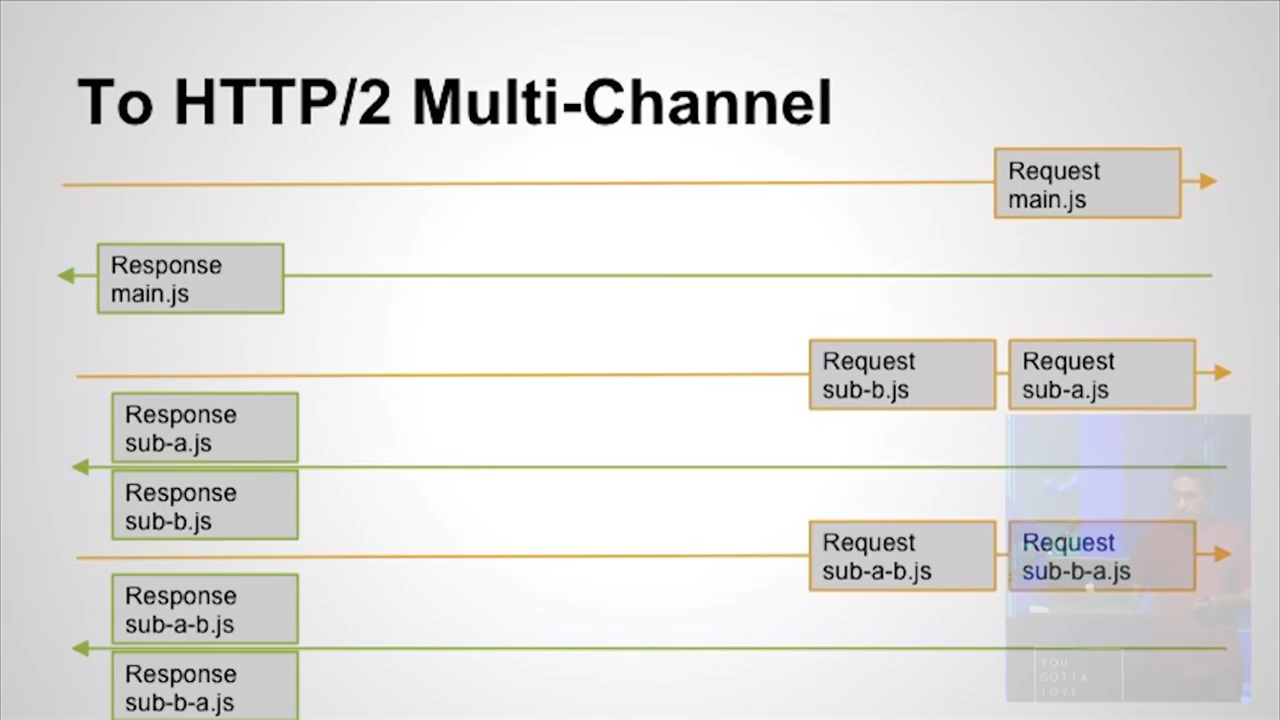 To HTTP/2 Multi-Channel
Request
main.js
Response
main.js
Request
sub-b.js
Request
sub-a.js
Response
sub-a.js
Response
sub-b.js
Request
sub-a-b.js
Request
sub-b-a.js
Response
sub-a-b.js
Response
sub-b-a.js
YOU
GOTTA
LOVE